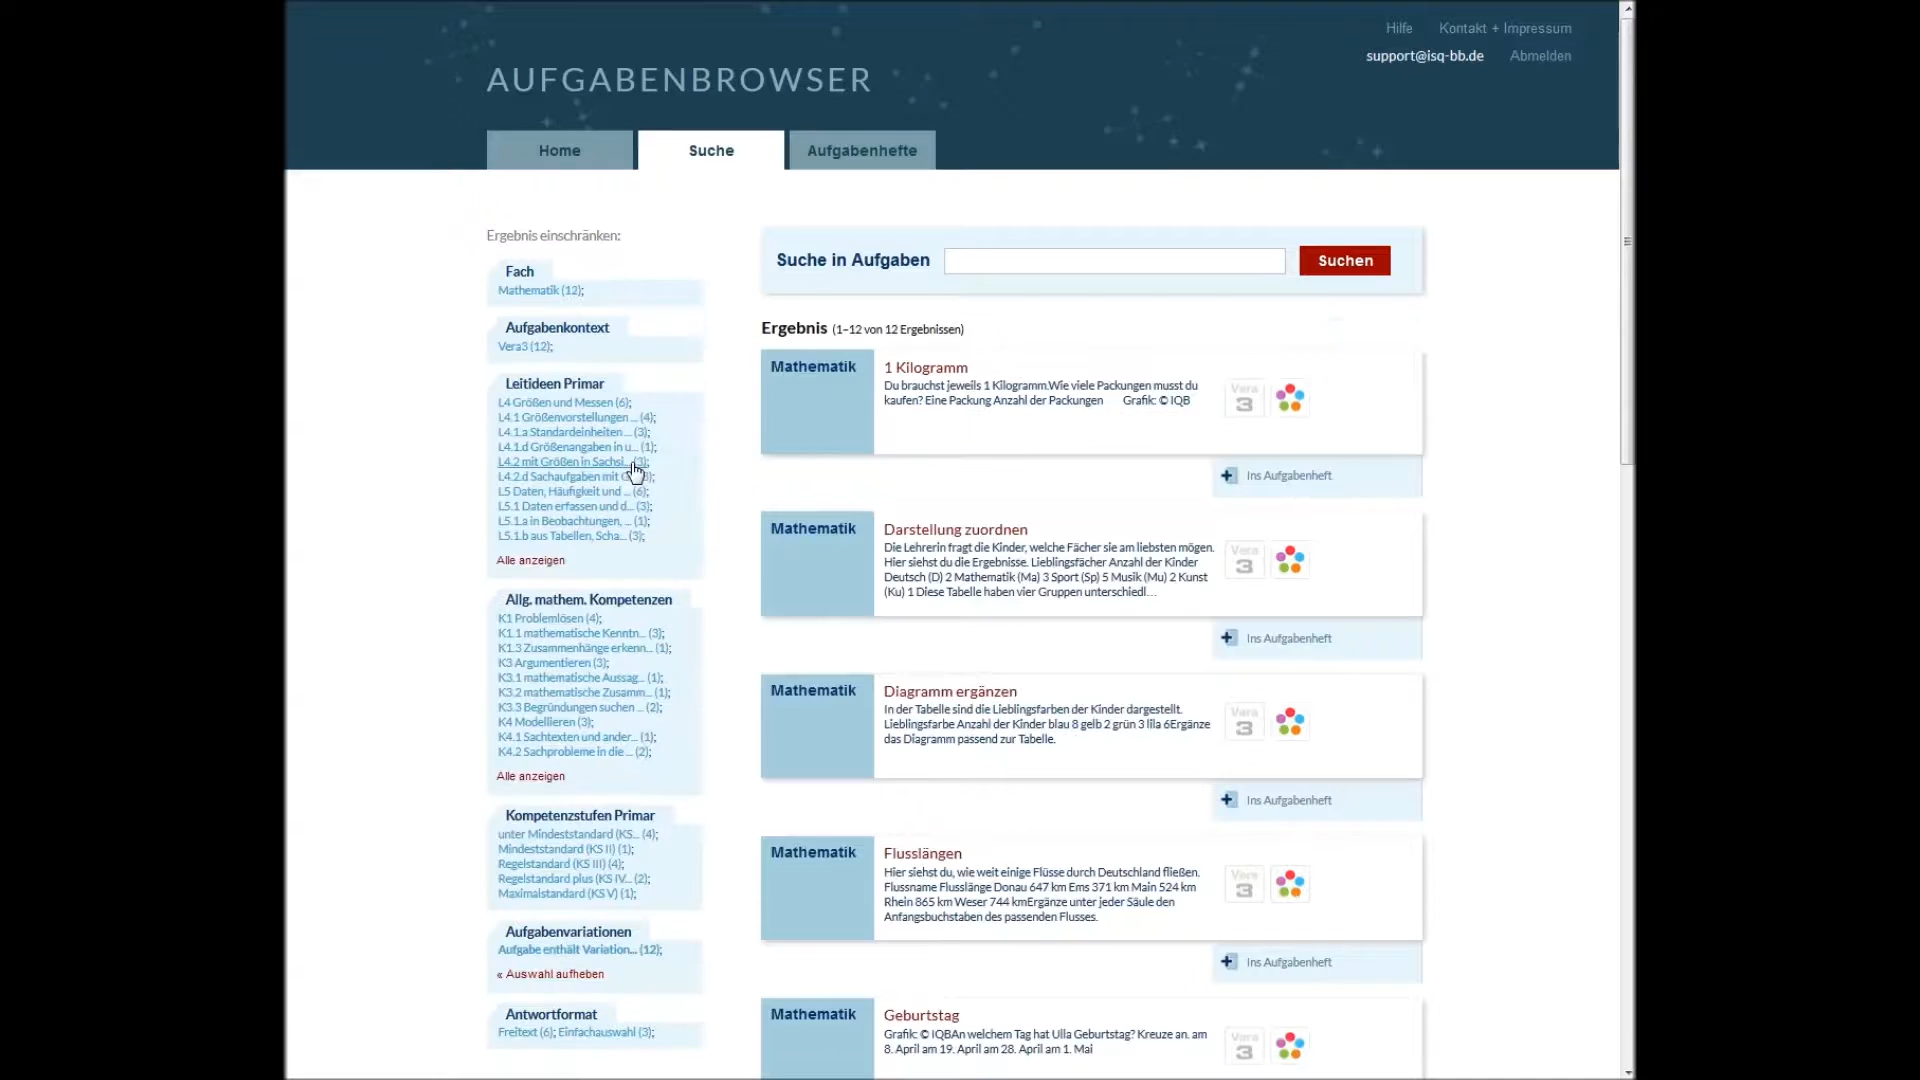 Hilfe Kontakt + Impressum
support@isq-bb.de Abmelden
AUFGABENBROWSER
Home Suche Aufgabenhefte
Ergebnis einschränken:
Fach
Mathematik (12);
Aufgabenkontext
Vera3 (12);
Leitideen Primar
L4 Größen und Messen (6);
L4.1 Größenvorstellungen ... (4);
L4.1.a Standardeinheiten ... (3);
L4.1.d Größenangaben in u... (1);
L4.2 mit Größen in Sachsi... (3);
L4.2.d Sachaufgaben mit
L5 Daten, Häufigkeit und ... (6);
L5.1 Daten erfassen und d... (3);
L5.1.a in Beobachtungen, ... (1);
L5.1.b aus Tabellen, Scha... (3);
Alle anzeigen
Allg. mathem. Kompetenzen
K1 Problemlösen (4);
K1.1 mathematische Kenntn... (3);
K1.3 Zusammenhänge erkenn... (1);
K3 Argumentieren (3);
K3.1 mathematische Aussag... (1);
K3.2 mathematische Zusamm... (1);
K3.3 Begründungen suchen ... (2);
K4 Modellieren (3);
K4.1 Sachtexten und ander... (1);
K4.2 Sachprobleme in die ... (2);
Alle anzeigen
Kompetenzstufen Primar
unter Mindeststandard (KS... (4);
Mindeststandard (KS II) (1);
Regelstandard (KS III) (4);
Regelstandard plus (KS IV... (2);
Maximalstandard (KS V) (1);
Aufgabenvariationen
Aufgabe enthält Variation... (12);
« Auswahl aufheben
Antwortformat
Freitext (6); Einfachauswahl (3);
Suche in Aufgaben Suchen
Ergebnis (1–12 von 12 Ergebnissen)
Mathematik
1 Kilogramm
Du brauchst jeweils 1 Kilogramm.Wie viele Packungen musst du
kaufen? Eine Packung Anzahl der Packungen Grafik: © IQB
Vera
3
Ins Aufgabenheft
Mathematik
Darstellung zuordnen
Die Lehrerin fragt die Kinder, welche Fächer sie am liebsten mögen.
Hier siehst du die Ergebnisse. Lieblingsfächer Anzahl der Kinder
Deutsch (D) 2 Mathematik (Ma) 3 Sport (Sp) 5 Musik (Mu) 2 Kunst
(Ku) 1 Diese Tabelle haben vier Gruppen unterschiedl…
Vera
3
Ins Aufgabenheft
Mathematik
Diagramm ergänzen
In der Tabelle sind die Lieblingsfarben der Kinder dargestellt.
Lieblingsfarbe Anzahl der Kinder blau 8 gelb 2 grün 3 lila 6Ergänze
das Diagramm passend zur Tabelle.
Vera
3
Ins Aufgabenheft
Mathematik
Flusslängen
Hier siehst du, wie weit einige Flüsse durch Deutschland fließen.
Flussname Flusslänge Donau 647 km Ems 371 km Main 524 km
Rhein 865 km Weser 744 kmErgänze unter jeder Säule den
Anfangsbuchstaben des passenden Flusses.
Vera
3
Ins Aufgabenheft
Mathematik
Geburtstag
Grafik: © IQBAn welchem Tag hat Ulla Geburtstag? Kreuze an. am
8. April am 19. April am 28. April am 1. Mai
Vera
3